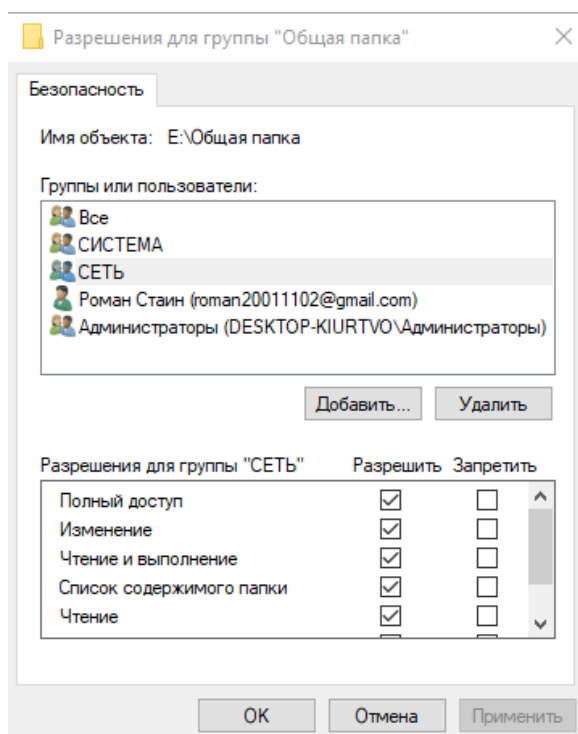 Разрешения для группы "Общая папка"
Безопасность
Имя объекта: E:\Общая папка
Группы или пользователи:
Все
СИСТЕМА
СЕТЬ
Роман Стаин (roman20011102@gmail.com)
Администраторы (DESKTOP-KIURTVO\Администраторы)
Добавить... Удалить
Разрешения для группы "СЕТЬ" Разрешить Запретить
Полный доступ
Изменение
Чтение и выполнение
Список содержимого папки
Чтение
OK Отмена Применить